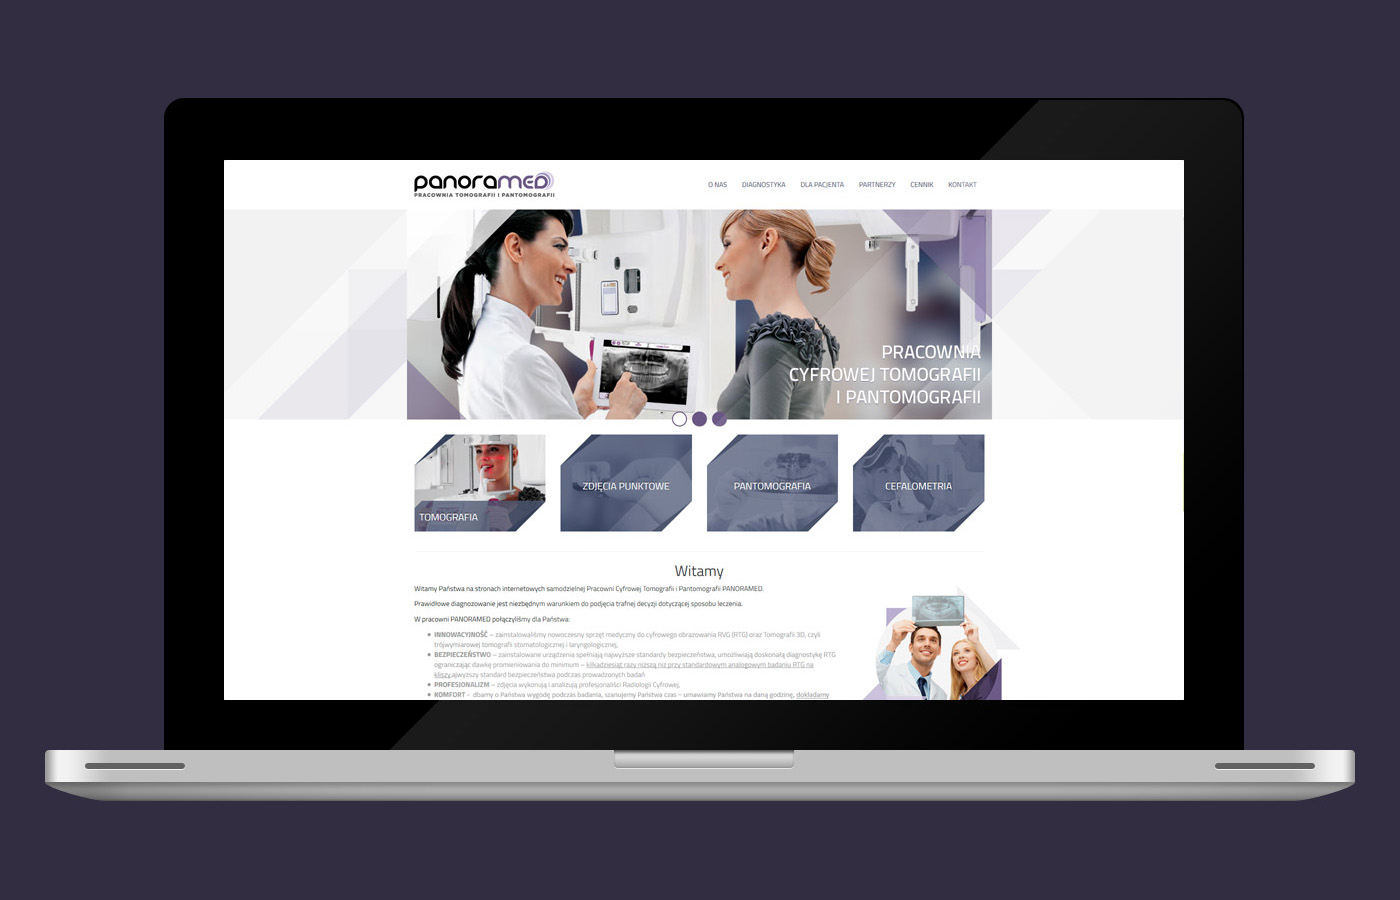 panoraMED
PRACOWNIA TOMOGRAFII I PANTOMOGRAFII
O NAS DIAGNOSTYKA DLA PACJENTA PARTNERZY CENNIK KONTAKT
PRACOWNIA
CYFROWEJ TOMOGRAFII
I PANTOMOGRAFII
TOMOGRAFIA
ZDJĘCIA PUNKTOWE
PANTOMOGRAFIA
CEFALOMETRIA
Witamy
Witamy Państwa na stronach internetowych samodzielnej Pracowni Cyfrowej Tomografii i Pantomografii PANORAMED.
Prawidłowe diagnozowanie jest niezbędnym warunkiem do podjęcia trafnej decyzji dotyczącej sposobu leczenia.
W pracowni PANORAMED połączyliśmy dla Państwa:
INNOWACYJNOŚĆ – zainstalowaliśmy nowoczesny sprzęt medyczny do cyfrowego obrazowania RVG (RTG) oraz Tomografii 3D, czyli
trójwymiarowej tomografii stomatologicznej i laryngologicznej,
BEZPIECZEŃSTWO – zainstalowane urządzenia spełniają najwyższe standardy bezpieczeństwa, umożliwiają doskonałą diagnostykę RTG
ograniczając dawkę promieniowania do minimum – kilkadziesiąt razy niższą niż przy standardowym analogowym badaniu RTG na
kliszy,najwyższy standard bezpieczeństwa podczas prowadzonych badań
PROFESJONALIZM – zdjęcia wykonują i analizują profesjonaliści Radiologii Cyfrowej,
KOMFORT - dbamy o Państwa wygodę podczas badania, szanujemy Państwa czas – umawiamy Państwa na daną godzinę, dokładamy